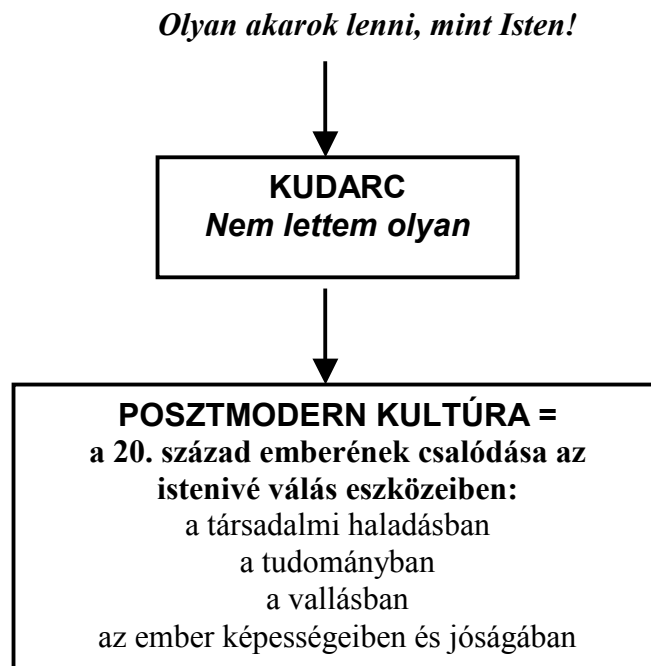 Olyan akarok lenni, mint Isten!
KUDARC
Nem lettem olyan
POSZTMODERN KULTÚRA =
a 20. század emberének csalódása az
istenivé válás eszközeiben:
a társadalmi haladásban
a tudományban
a vallásban
az ember képességeiben és jóságában